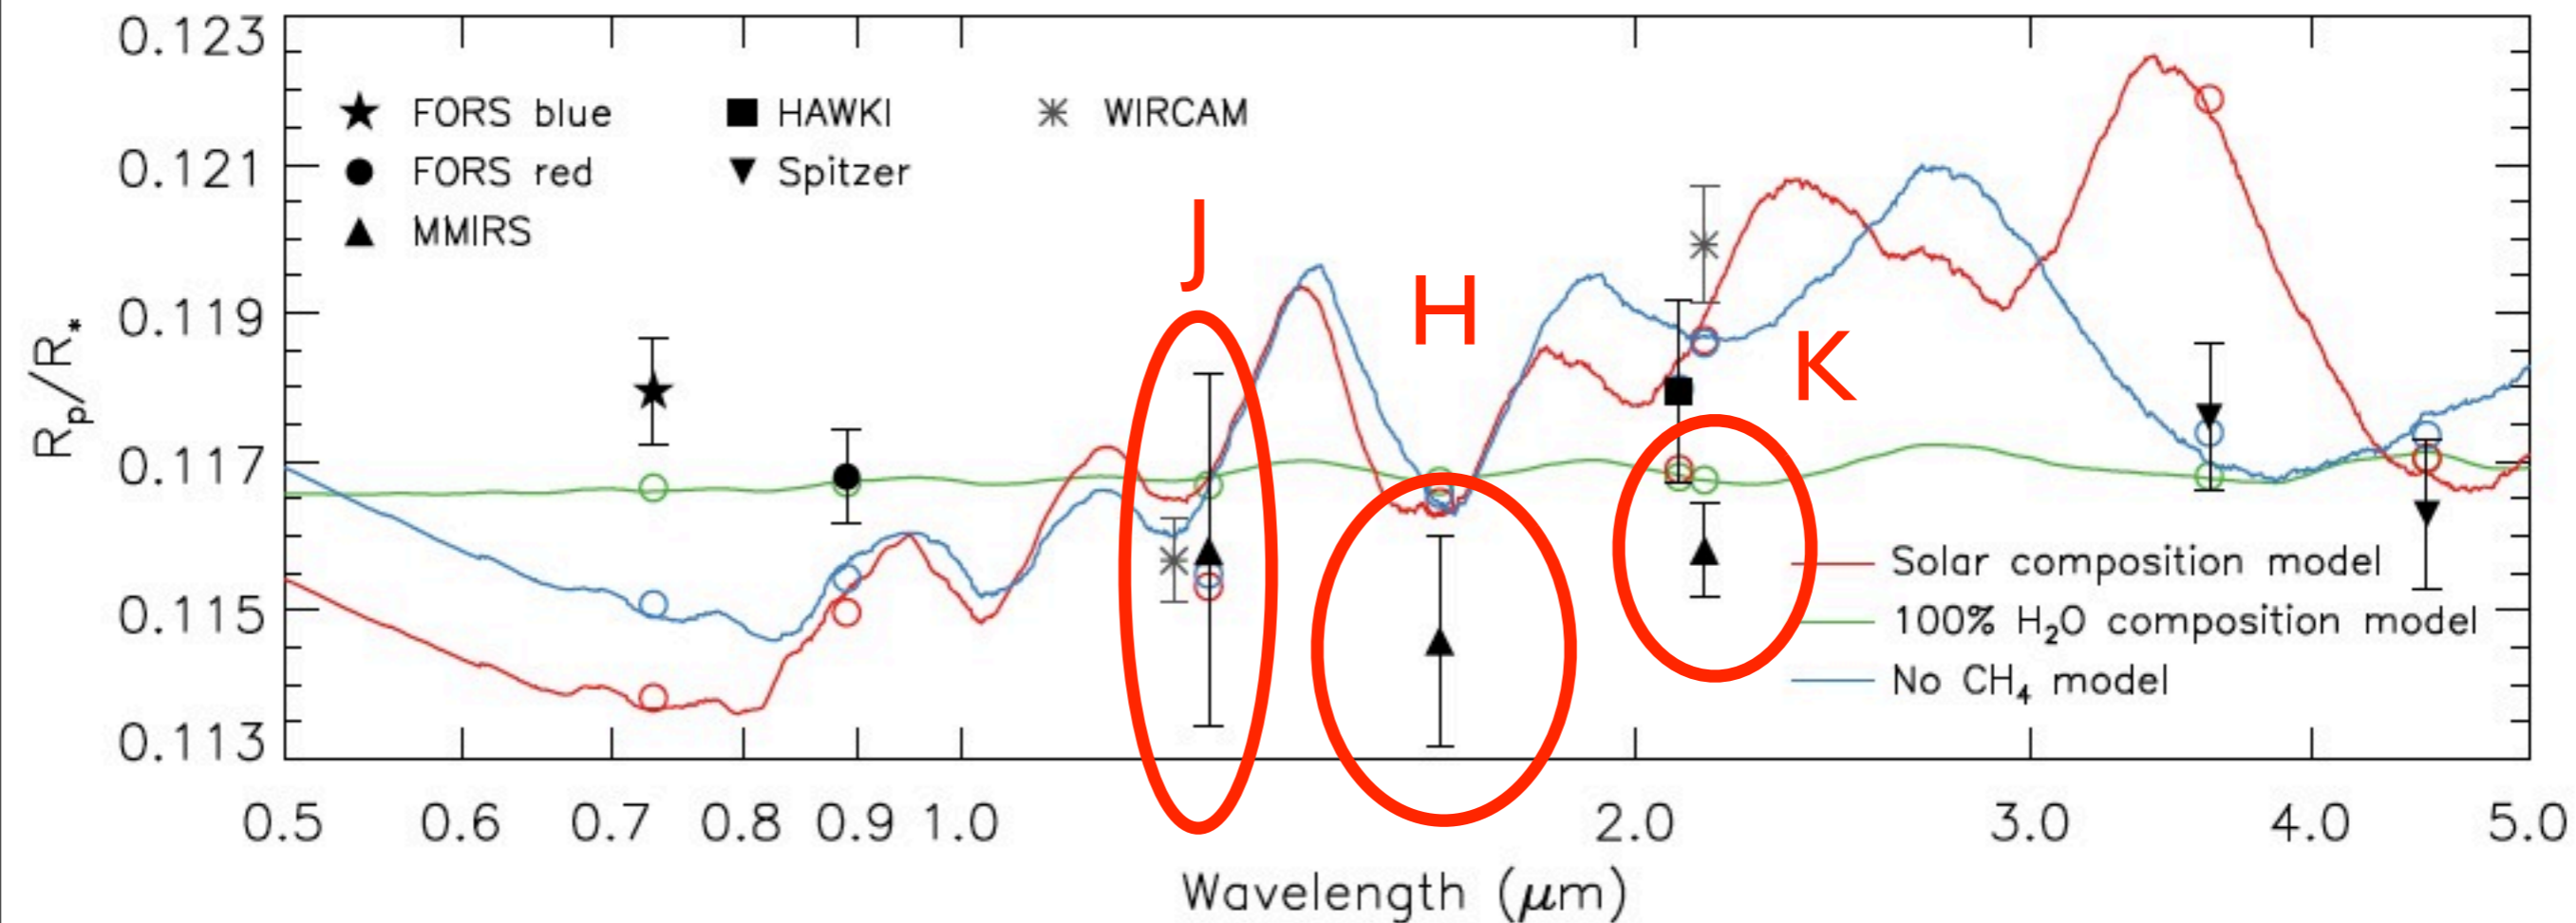 0.123
0.121
0.119
0.117
0.115
0.113
Rp/R*
FORS blue
FORS red
MMIRS
HAWKI
Spitzer
WIRCAM
J
H
K
Solar composition model
100% H₂O composition model
No CH₄ model
0.5 0.6 0.7 0.8 0.9 1.0 2.0 3.0 4.0 5.0
Wavelength (μm)